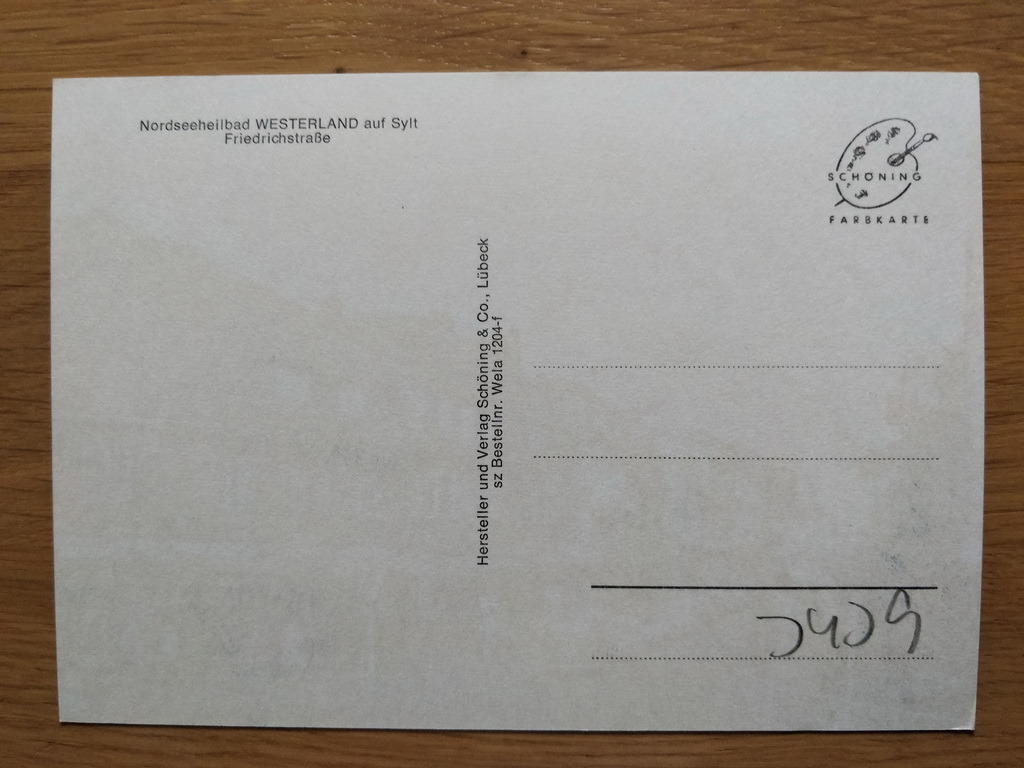 Nordseeheilbad WESTERLAND auf Sylt
Friedrichstraße
SCHÖNING
FARBKARTE
Hersteller und Verlag Schöning & Co., Lübeck
sz Bestellnr. Wela 1204-f